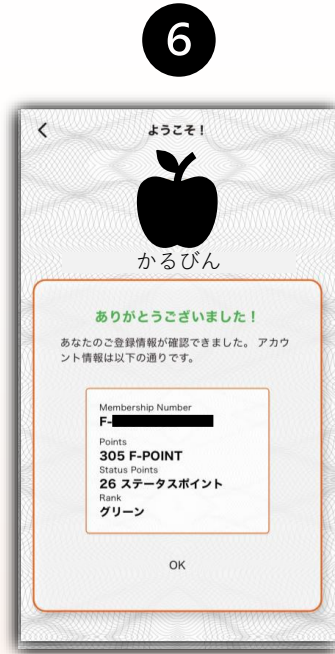 6
ようこそ！
かるびん
ありがとうございました！
あなたのご登録情報が確認できました。 アカウ
ント情報は以下の通りです。
Membership Number
F-
Points
305 F-POINT
Status Points
26 ステータスポイント
Rank
グリーン
OK